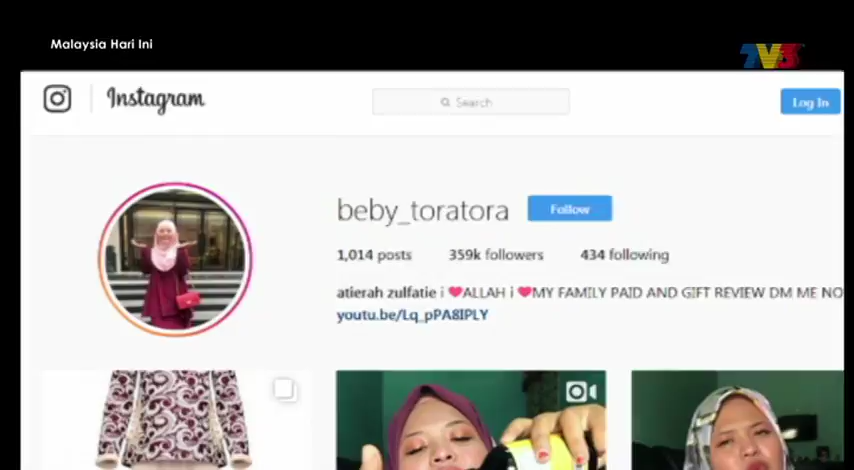 Malaysia Hari Ini
TV3
Instagram
Search
Log In
beby_toratora
Follow
1,014 posts 359k followers 434 following
atierah zulfatie i ❤ALLAH i ❤MY FAMILY PAID AND GIFT REVIEW DM ME NO
youtu.be/Lq_pPA8IPLY